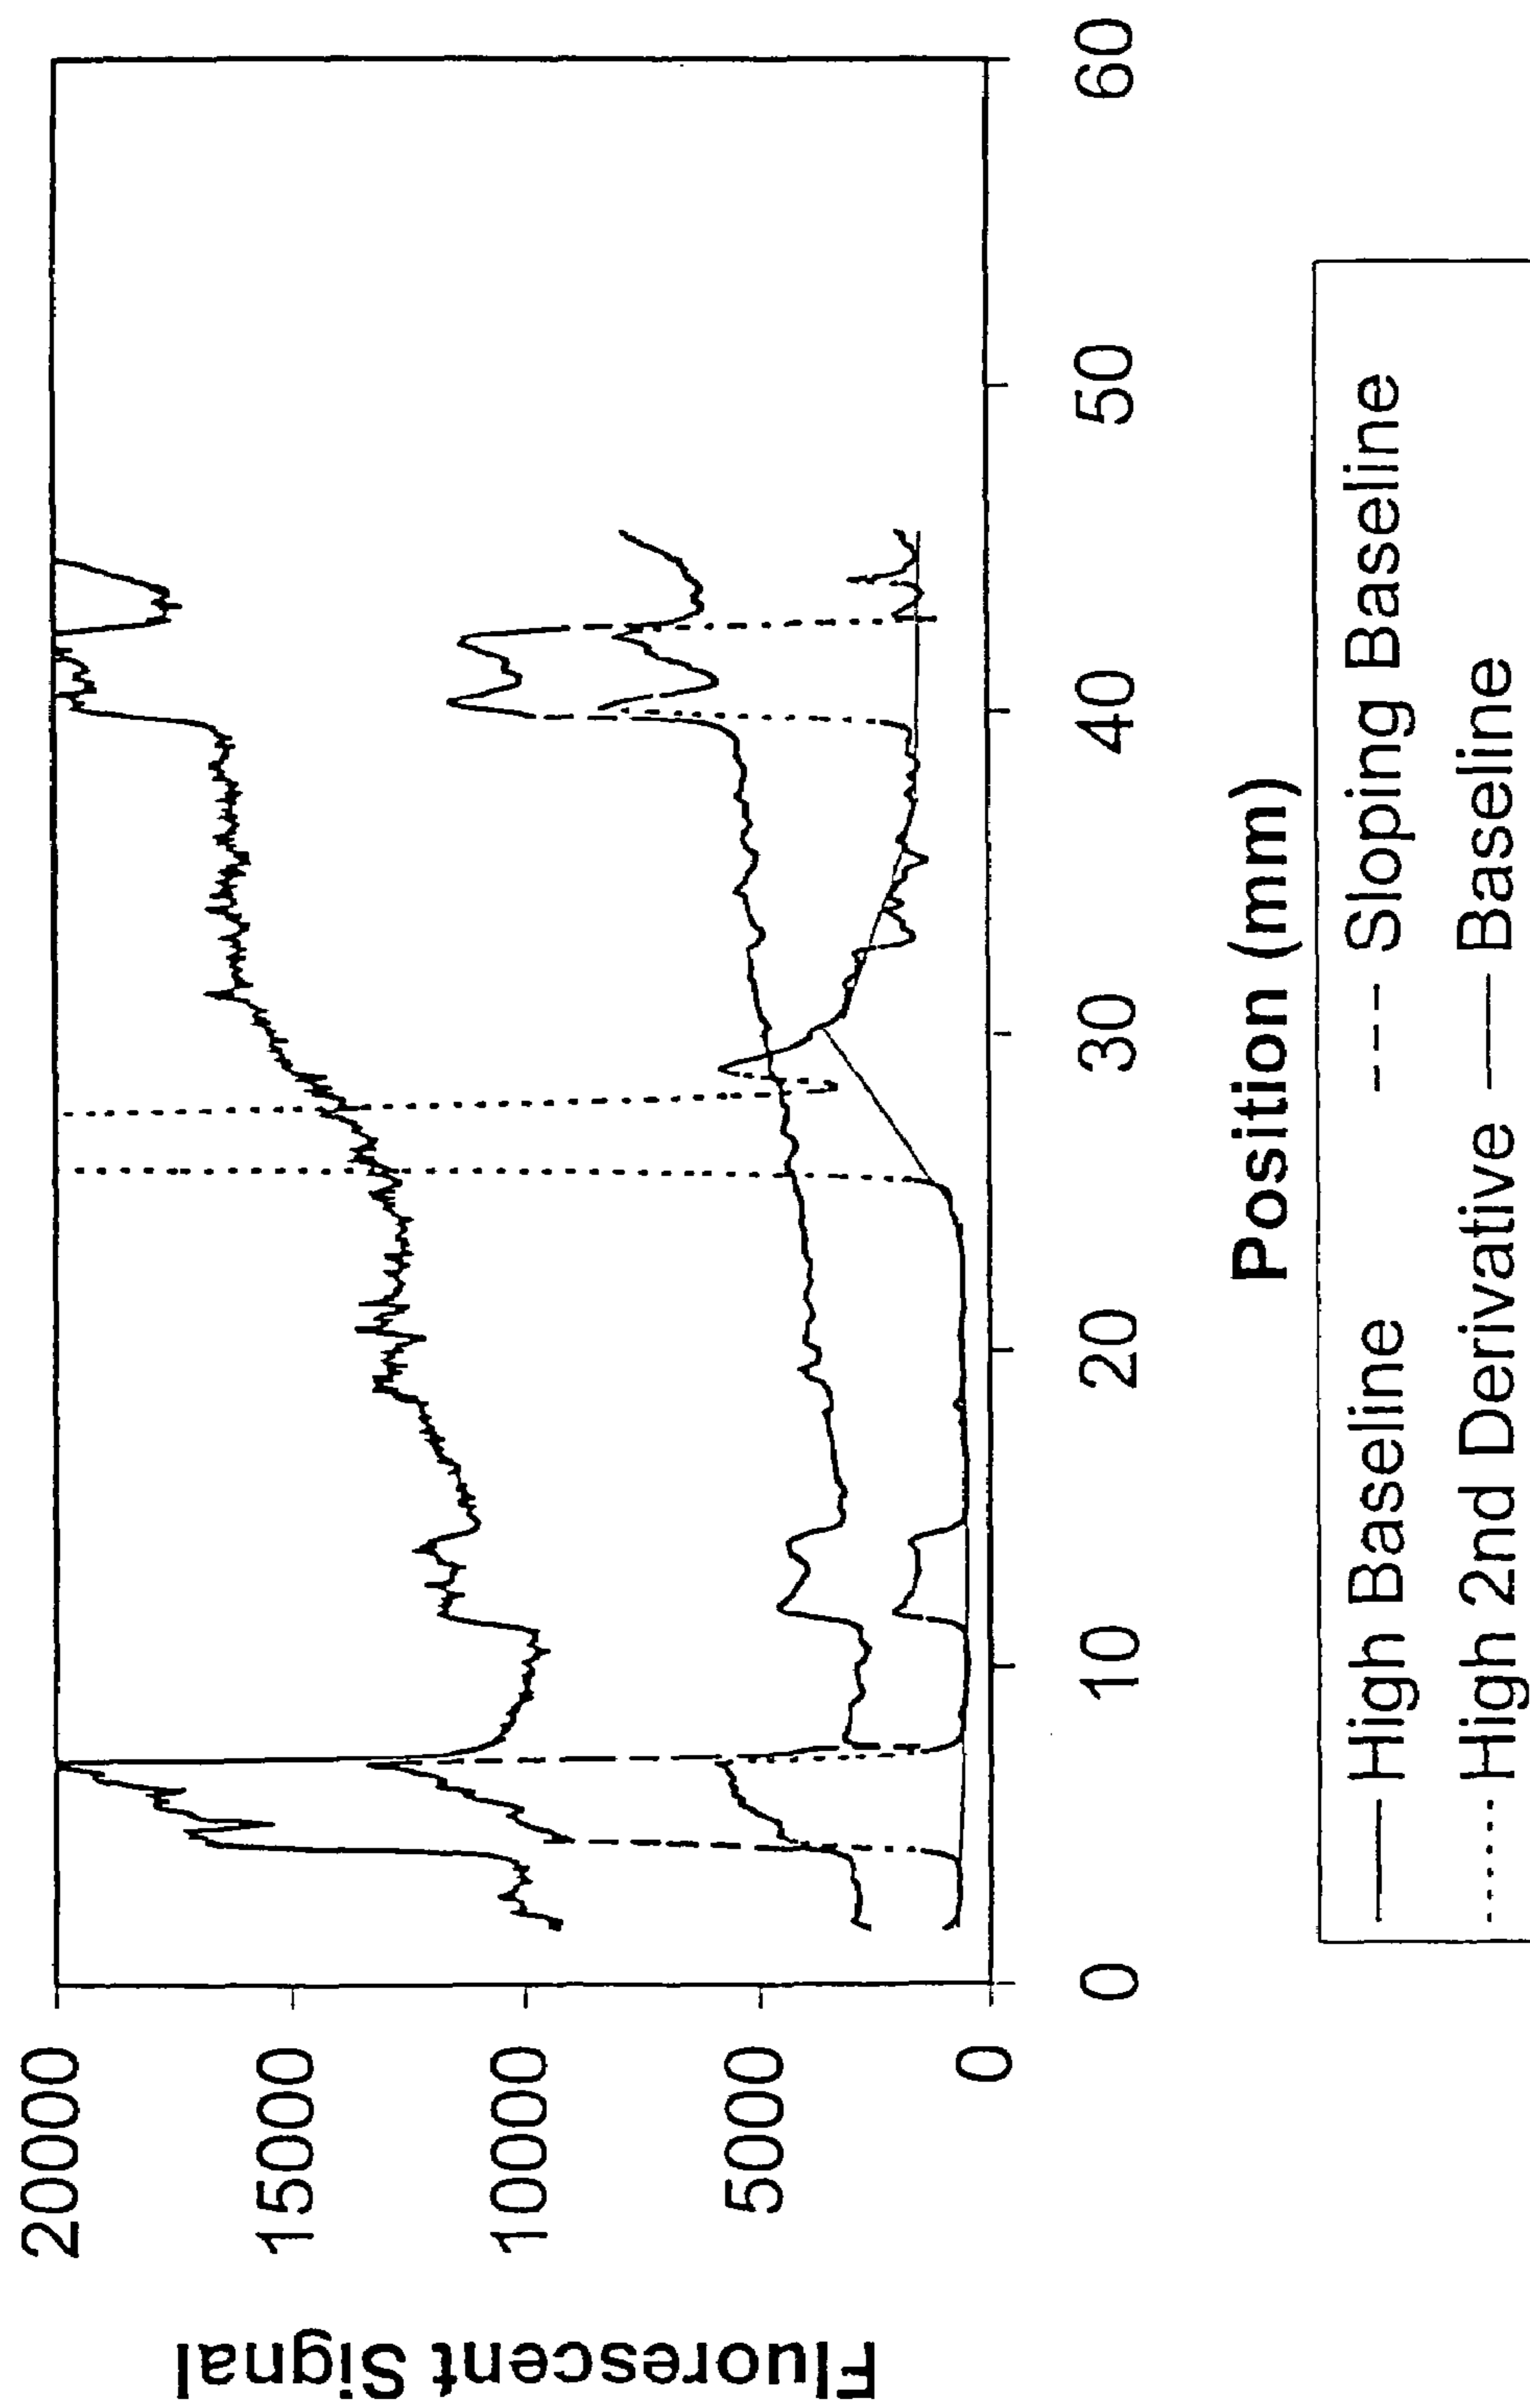 Fluorescent Signal
20000
15000
10000
5000
0
0 10 20 30 40 50 60
Position (mm)
High Baseline Sloping Baseline
High 2nd Derivative Baseline